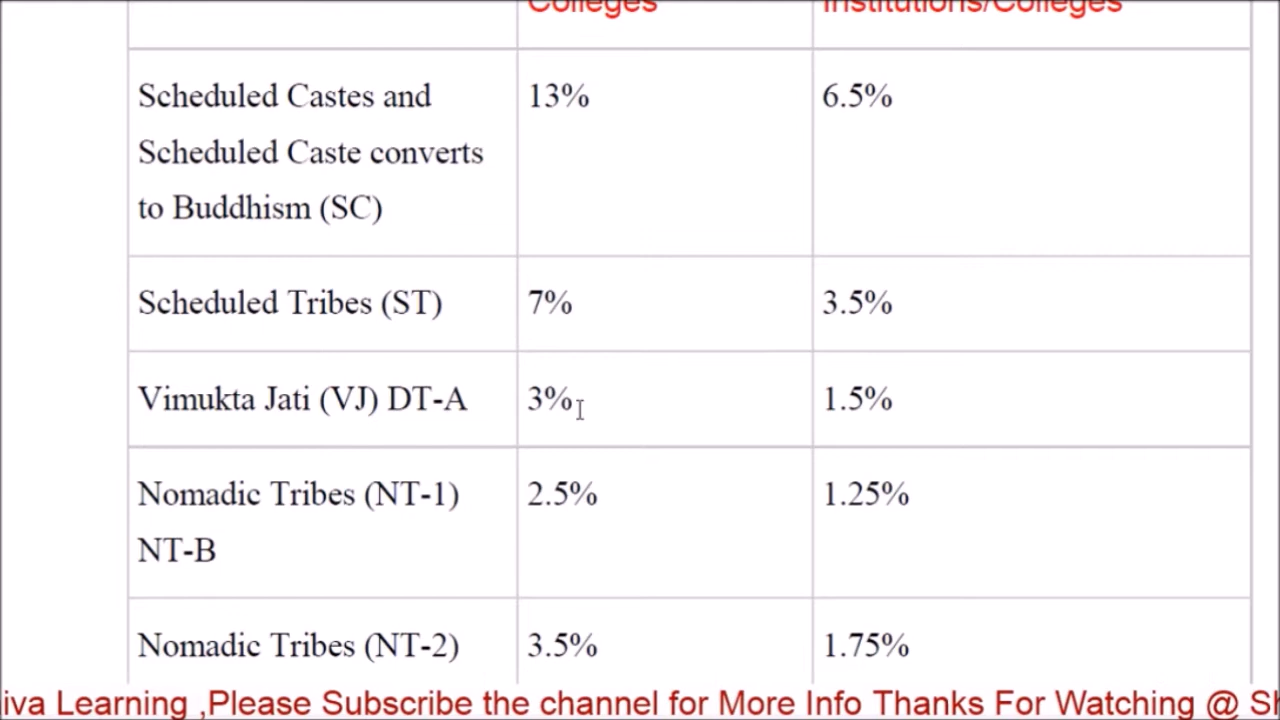 Colleges
Institutions/Colleges
Scheduled Castes and
Scheduled Caste converts
to Buddhism (SC)
13%
6.5%
Scheduled Tribes (ST)
7%
3.5%
Vimukta Jati (VJ) DT-A
3%
1.5%
Nomadic Tribes (NT-1)
NT-B
2.5%
1.25%
Nomadic Tribes (NT-2)
3.5%
1.75%
iva Learning ,Please Subscribe the channel for More Info Thanks For Watching @ Sh